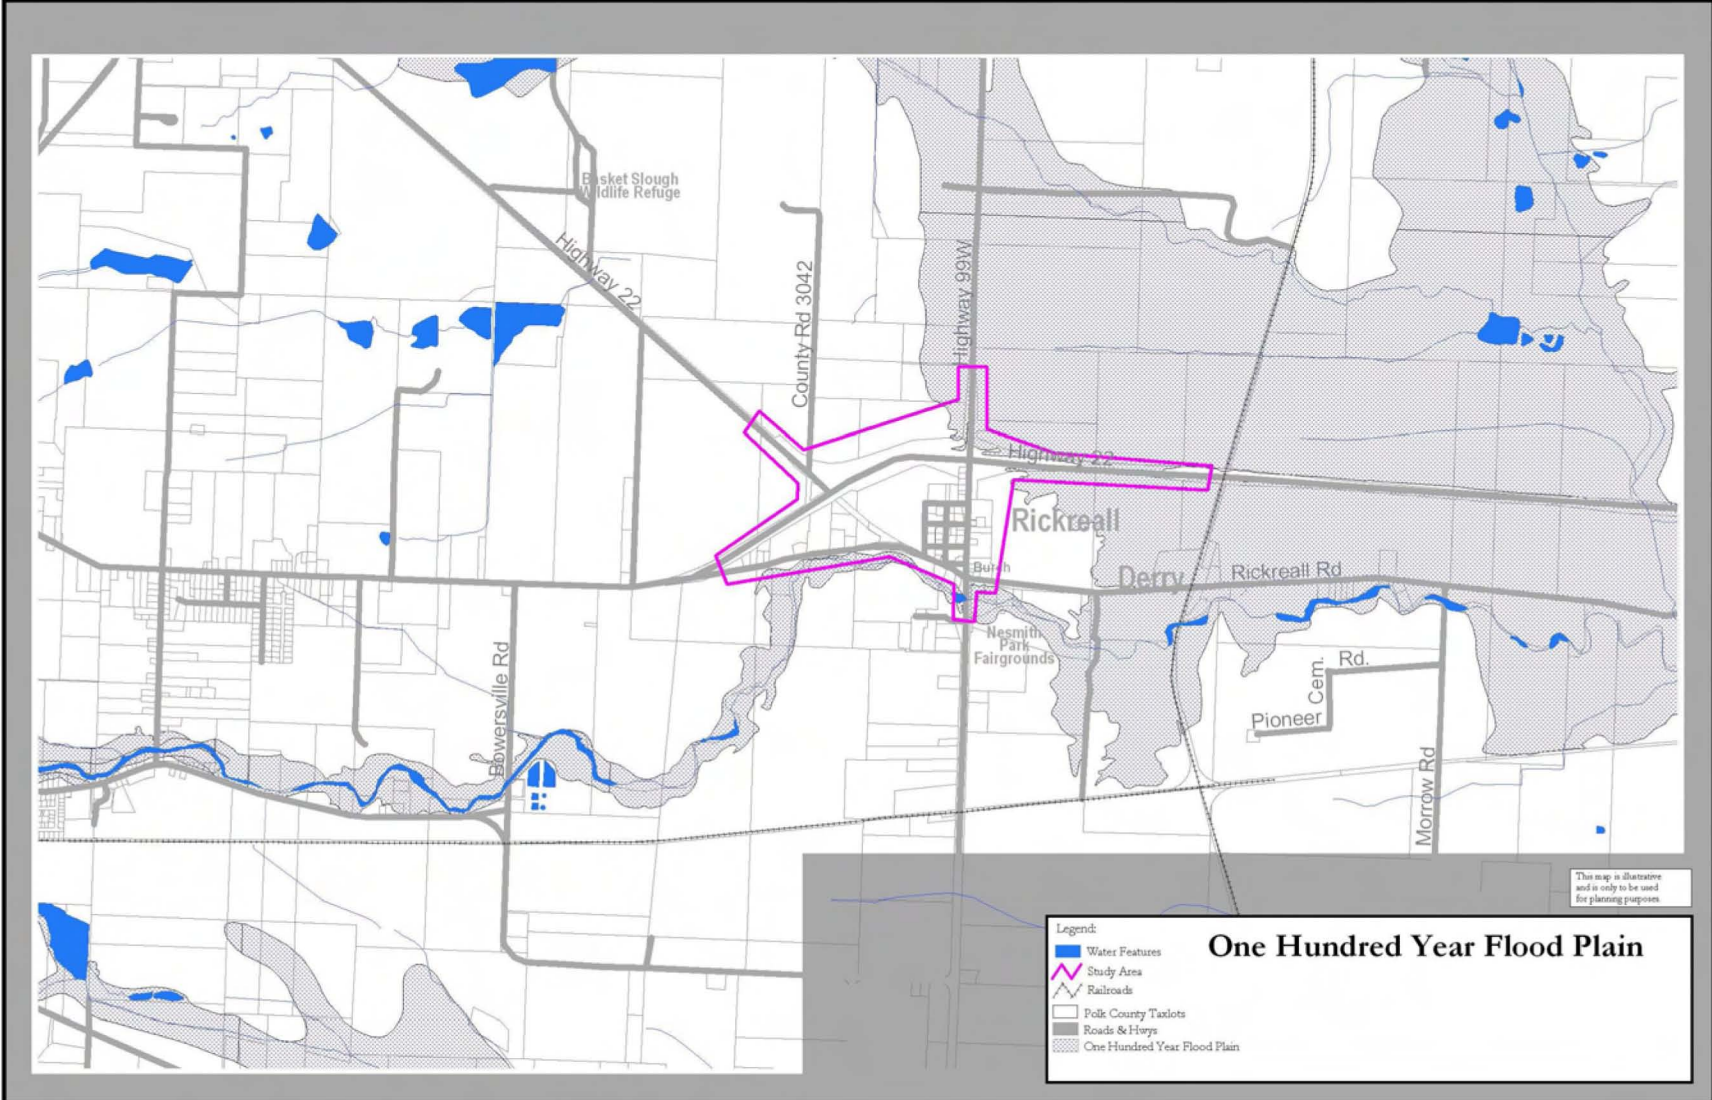 Basket Slough
Wildlife Refuge
Highway 22
County Rd 3042
Highway 99W
Highway 22
Rickreall
Burch
Derry
Rickreall Rd
Nesmith
Park
Fairgrounds
Bowersville Rd
Rd.
Cem.
Pioneer
Morrow Rd
This map is illustrative
and is only to be used
for planning purposes.
One Hundred Year Flood Plain
Legend:
Water Features
Study Area
Railroads
Polk County Taxlots
Roads & Hwys
One Hundred Year Flood Plain